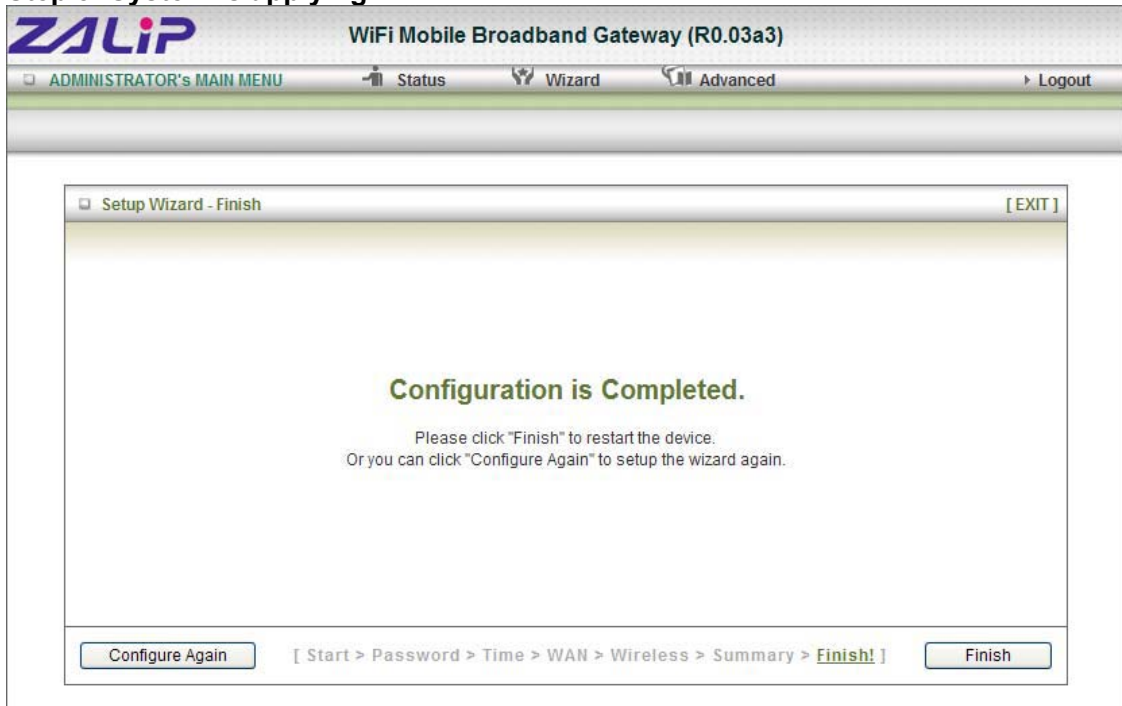 ZALiP
WiFi Mobile Broadband Gateway (R0.03a3)
ADMINISTRATOR's MAIN MENU Status Wizard Advanced Logout
Setup Wizard - Finish [ EXIT ]
Configuration is Completed.
Please click "Finish" to restart the device.
Or you can click "Configure Again" to setup the wizard again.
Configure Again [ Start > Password > Time > WAN > Wireless > Summary > Finish! ] Finish